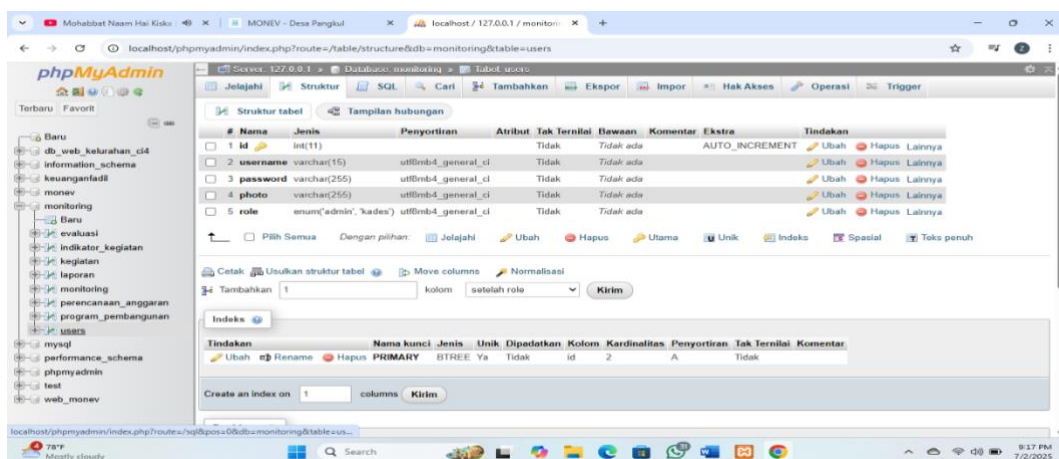 Mohabbat Naam Hai Kiska
MONEV - Desa Pangkul
localhost / 127.0.0.1 / monitorin
localhost/phpmyadmin/index.php?route=/table/structure&db=monitoring&table=users
phpMyAdmin
Terbaru Favorit
Baru
db_web_kelurahan_ci4
information_schema
keuanganfadil
monev
monitoring
Baru
evaluasi
indikator_kegiatan
kegiatan
laporan
monitoring
perencanaan_anggaran
program_pembangunan
users
mysql
performance_schema
phpmyadmin
test
web_monev
Server: 127.0.0.1 » Database: monitoring » Tabel: users
Jelajahi Struktur SQL Cari Tambahkan Ekspor Impor Hak Akses Operasi Trigger
Struktur tabel Tampilan hubungan
# Nama Jenis Penyortiran Atribut Tak Ternilai Bawaan Komentar Ekstra Tindakan
1 id int(11) Tidak Tidak ada AUTO_INCREMENT Ubah Hapus Lainnya
2 username varchar(15) utf8mb4_general_ci Tidak Tidak ada Ubah Hapus Lainnya
3 password varchar(255) utf8mb4_general_ci Tidak Tidak ada Ubah Hapus Lainnya
4 photo varchar(255) utf8mb4_general_ci Tidak Tidak ada Ubah Hapus Lainnya
5 role enum('admin', 'kades') utf8mb4_general_ci Tidak Tidak ada Ubah Hapus Lainnya
Pilih Semua Dengan pilihan: Jelajahi Ubah Hapus Utama Unik Indeks Spasial Teks penuh
Cetak Usulkan struktur tabel Move columns Normalisasi
Tambahkan 1 kolom setelah role Kirim
Indeks
Tindakan Nama kunci Jenis Unik Dipadatkan Kolom Kardinalitas Penyortiran Tak Ternilai Komentar
Ubah Rename Hapus PRIMARY BTREE Ya Tidak id 2 A Tidak
Create an index on 1 columns Kirim
localhost/phpmyadmin/index.php?route=/sql&pos=0&db=monitoring&table=us...
78°F
Mostly cloudy
Search
9:17 PM
7/2/2025